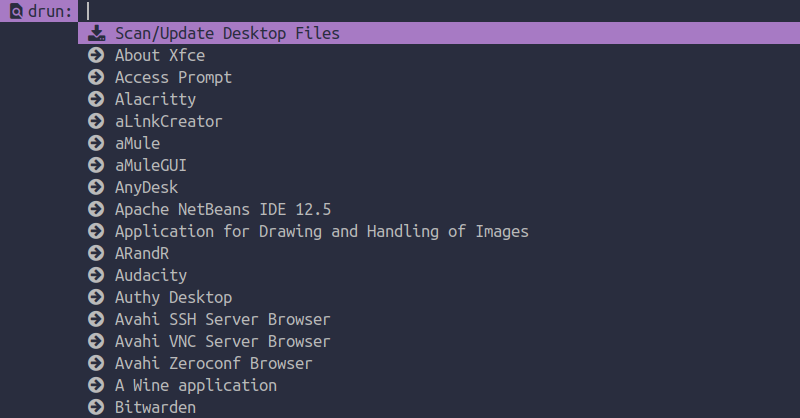 drun:
Scan/Update Desktop Files
About Xfce
Access Prompt
Alacritty
aLinkCreator
aMule
aMuleGUI
AnyDesk
Apache NetBeans IDE 12.5
Application for Drawing and Handling of Images
ARandR
Audacity
Authy Desktop
Avahi SSH Server Browser
Avahi VNC Server Browser
Avahi Zeroconf Browser
A Wine application
Bitwarden